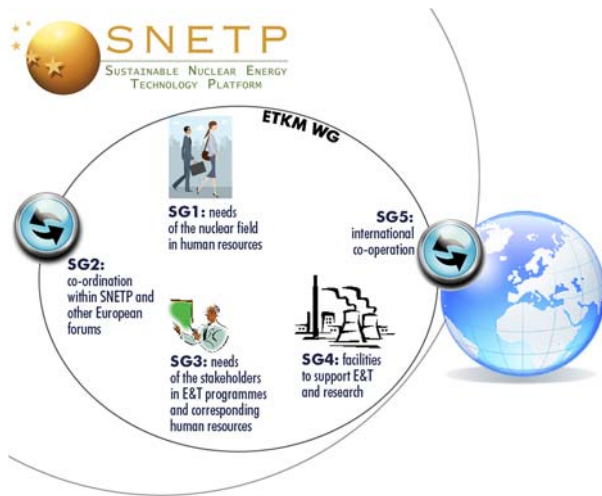 SNETP
SUSTAINABLE NUCLEAR ENERGY
TECHNOLOGY PLATFORM
ETKM WG
SG1: needs
of the nuclear field
in human resources
SG5:
international
co-operation
SG2:
co-ordination
within SNETP and
other European
forums
SG3: needs
of the stakeholders
in E&T programmes
and corresponding
human resources
SG4: facilities
to support E&T
and research